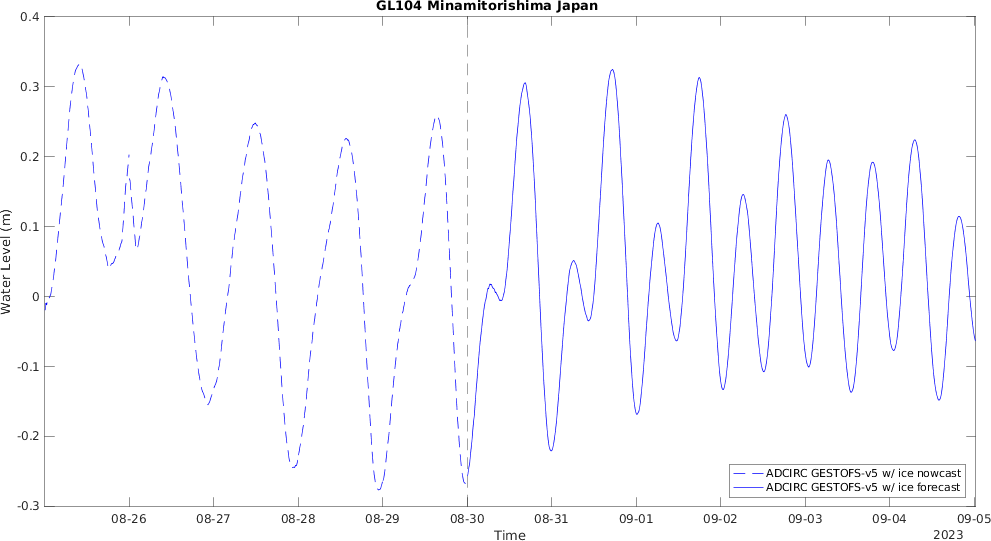 GL104 Minamitorishima Japan
0.4
0.3
0.2
0.1
0
-0.1
-0.2
-0.3
Water Level (m)
08-26 08-27 08-28 08-29 08-30 08-31 09-01 09-02 09-03 09-04 09-05
Time
2023
ADCIRC GESTOFS-v5 w/ ice nowcast
ADCIRC GESTOFS-v5 w/ ice forecast